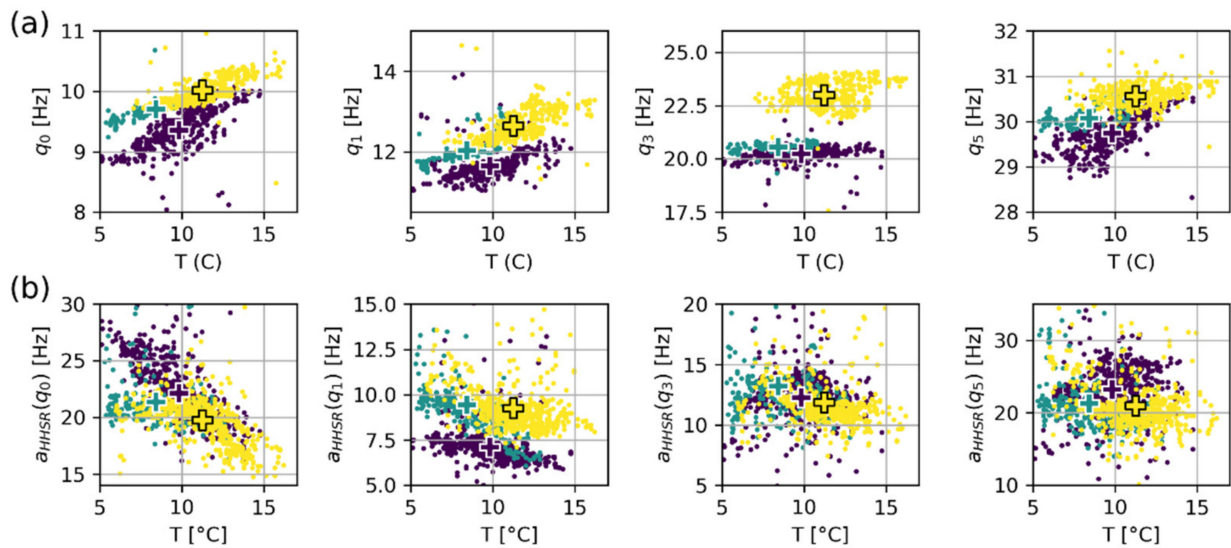 (a)
q0 [Hz]
11
10
9
8
5 10 15
T (C)
q1 [Hz]
14
12
5 10 15
T (C)
q3 [Hz]
25.0
22.5
20.0
17.5
5 10 15
T (C)
q5 [Hz]
32
31
30
29
28
5 10 15
T (C)
(b)
aHHSR(q0) [Hz]
30
25
20
15
5 10 15
T [°C]
aHHSR(q1) [Hz]
15.0
12.5
10.0
7.5
5.0
5 10 15
T [°C]
aHHSR(q3) [Hz]
20
15
10
5
5 10 15
T [°C]
aHHSR(q5) [Hz]
30
20
10
5 10 15
T [°C]